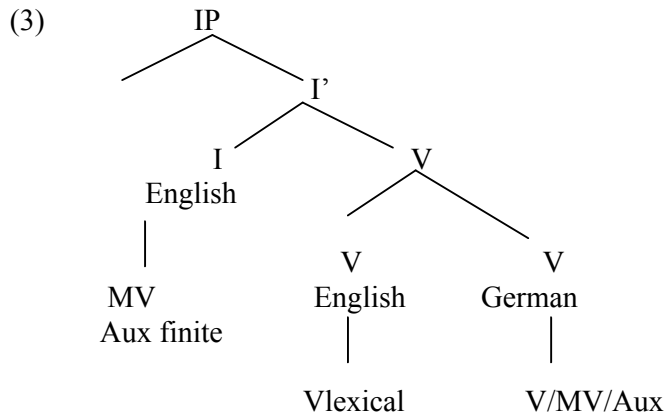 (3) IP
I’
I V
English
V V
MV English German
Aux finite
Vlexical V/MV/Aux